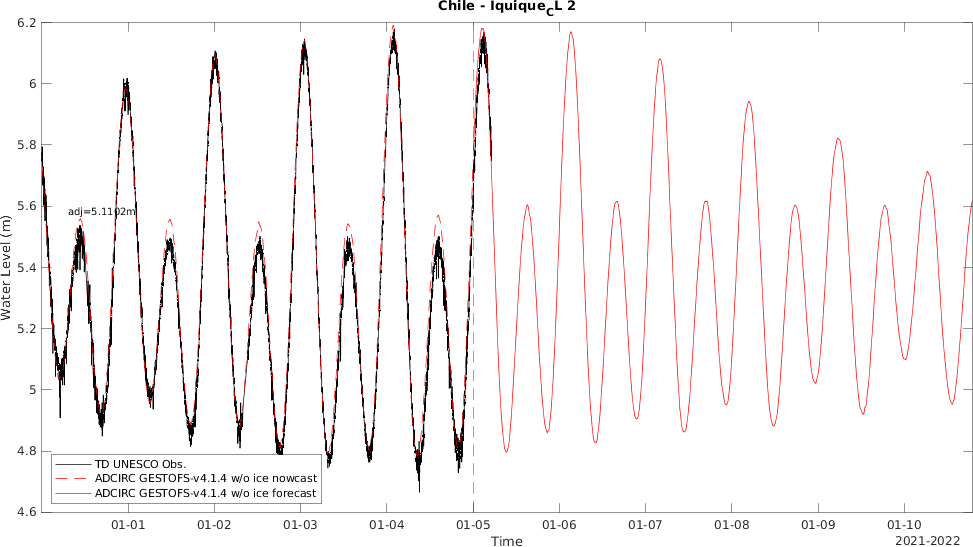 Chile - Iquique_CL 2
6.2
6
5.8
5.6
5.4
5.2
5
4.8
4.6
Water Level (m)
adj=5.1102m
TD UNESCO Obs.
ADCIRC GESTOFS-v4.1.4 w/o ice nowcast
ADCIRC GESTOFS-v4.1.4 w/o ice forecast
01-01 01-02 01-03 01-04 01-05 01-06 01-07 01-08 01-09 01-10
Time
2021-2022